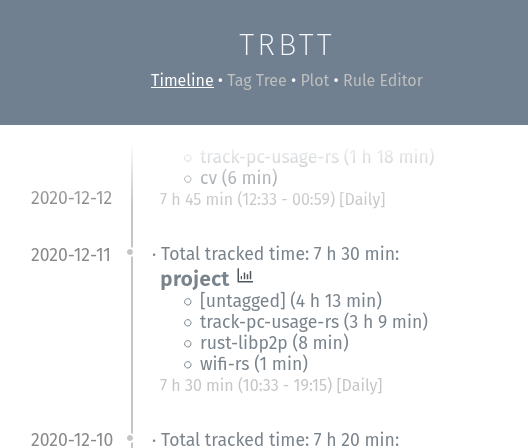 TRBTT
Timeline • Tag Tree • Plot • Rule Editor
track-pc-usage-rs (1 h 18 min)
cv (6 min)
2020-12-12 7 h 45 min (12:33 - 00:59) [Daily]
2020-12-11 · Total tracked time: 7 h 30 min:
project
[untagged] (4 h 13 min)
track-pc-usage-rs (3 h 9 min)
rust-libp2p (8 min)
wifi-rs (1 min)
7 h 30 min (10:33 - 19:15) [Daily]
2020-12-10 · Total tracked time: 7 h 20 min: